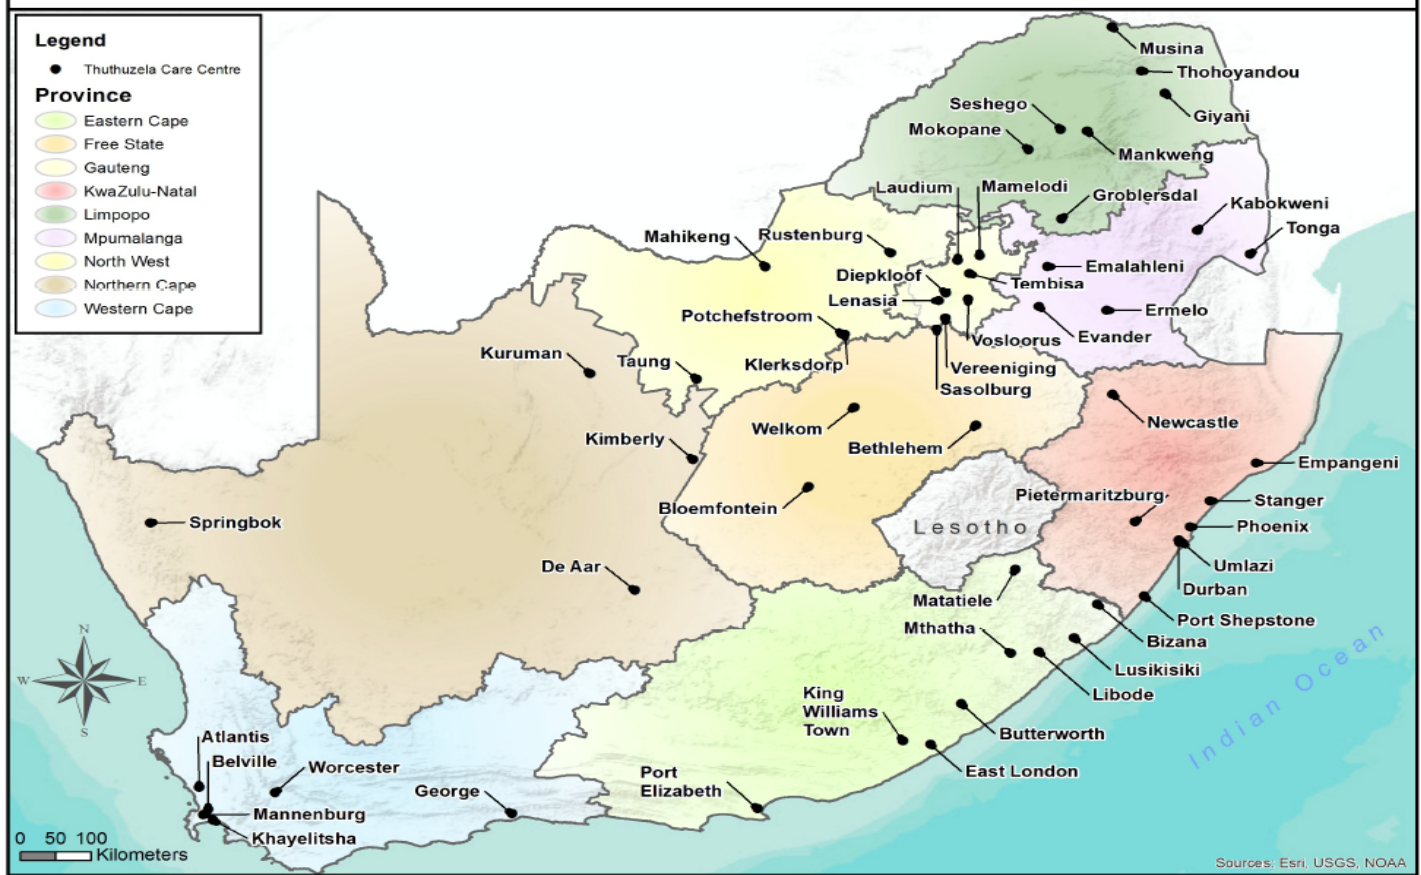 Legend
Thuthuzela Care Centre
Province
Eastern Cape
Free State
Gauteng
KwaZulu-Natal
Limpopo
Mpumalanga
North West
Northern Cape
Western Cape
Musina
Thohoyandou
Seshego
Giyani
Mokopane
Mankweng
Laudium
Mamelodi
Groblersdal
Kabokweni
Tonga
Mahikeng
Rustenburg
Diepkloof
Emalahleni
Tembisa
Lenasia
Potchefstroom
Ermelo
Evander
Vosloorus
Kuruman
Taung
Klerksdorp
Vereeniging
Sasolburg
Welkom
Newcastle
Kimberly
Bethlehem
Empangeni
Pietermaritzburg
Stanger
Bloemfontein
Springbok
Lesotho
Phoenix
Umlazi
De Aar
Durban
Matatiele
Port Shepstone
Mthatha
Bizana
Lusikisiki
Libode
Indian Ocean
N
W
E
S
King
Williams
Town
Butterworth
Atlantis
Belville
Worcester
East London
Port
Elizabeth
George
Mannenburg
Khayelitsha
0 50 100
Kilometers
Sources: Esri, USGS, NOAA